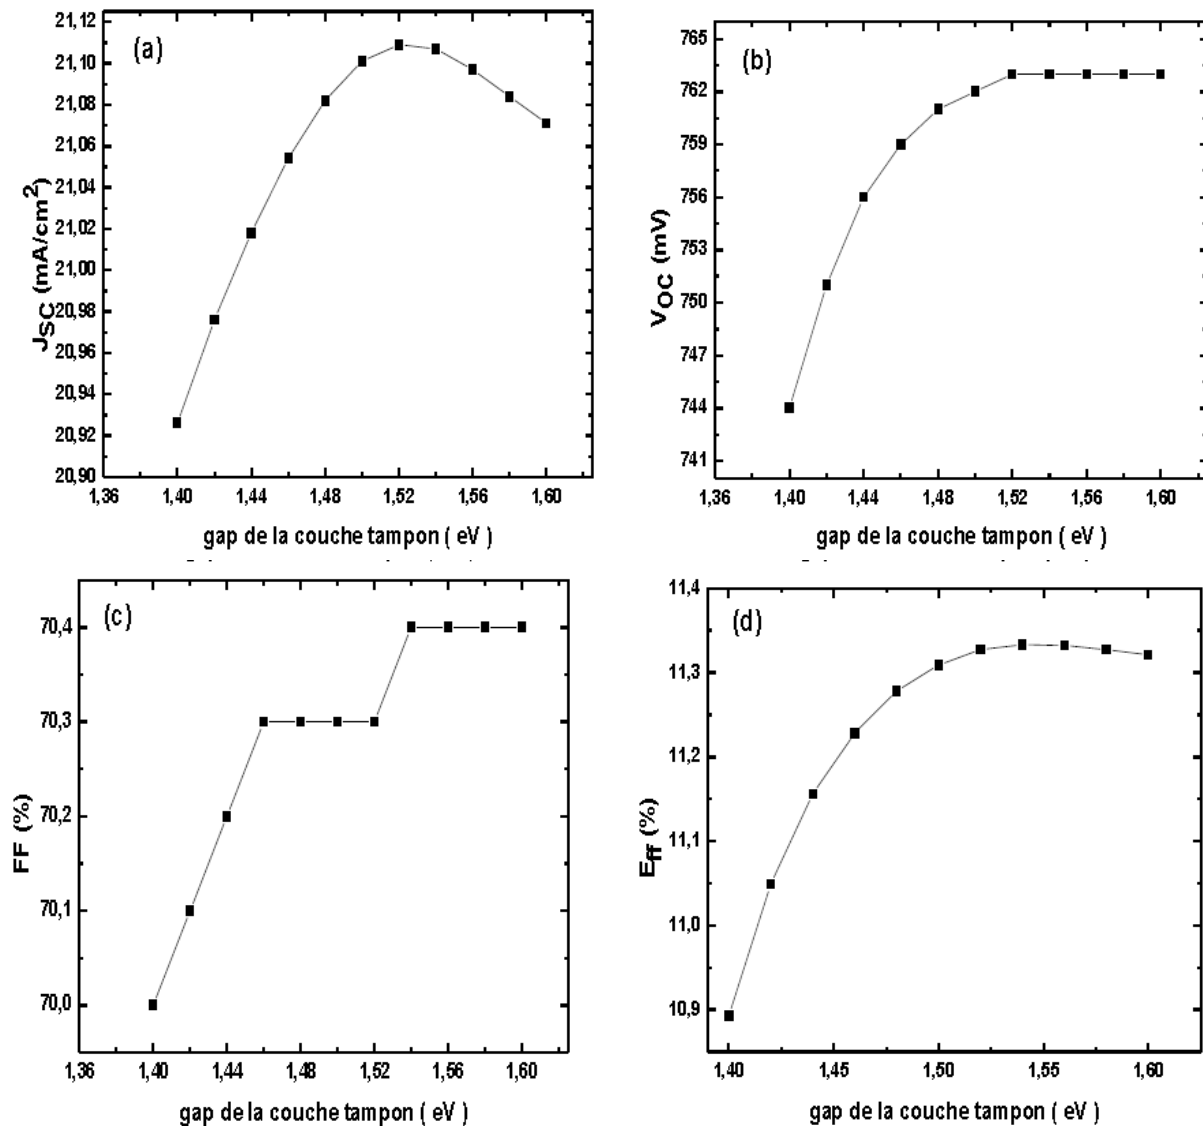 (a)
21,12
21,10
21,08
21,06
21,04
21,02
21,00
20,98
20,96
20,94
20,92
20,90
JSC (mA/cm2)
1,36 1,40 1,44 1,48 1,52 1,56 1,60
gap de la couche tampon ( eV )
(b)
765
762
759
756
753
750
747
744
741
VOC (mV)
1,36 1,40 1,44 1,48 1,52 1,56 1,60
gap de la couche tampon ( eV )
(c)
70,4
70,3
70,2
70,1
70,0
FF (%)
1,36 1,40 1,44 1,48 1,52 1,56 1,60
gap de la couche tampon ( eV )
(d)
11,4
11,3
11,2
11,1
11,0
10,9
Eff (%)
1,40 1,45 1,50 1,55 1,60
gap de la couche tampon ( eV )